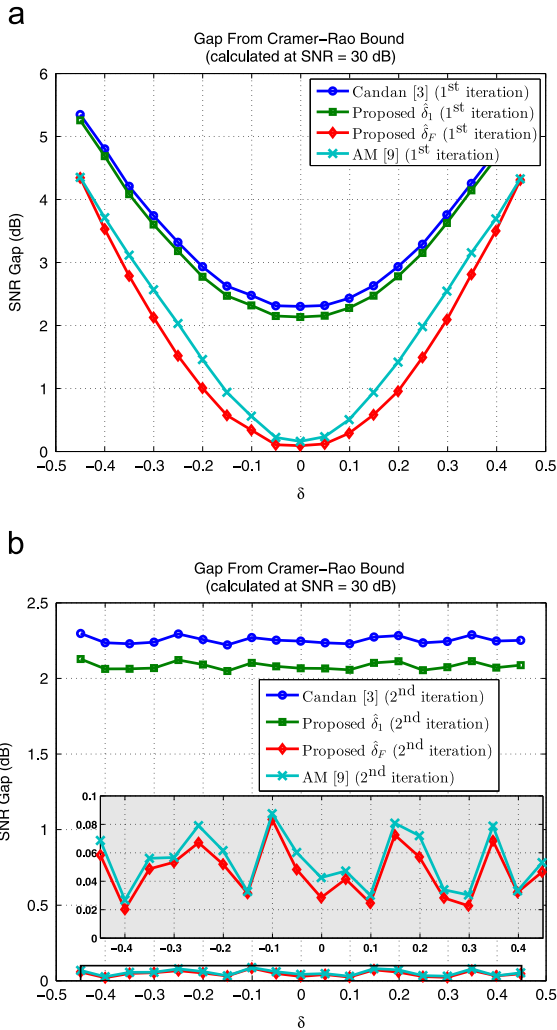 a
Gap From Cramer–Rao Bound
(calculated at SNR = 30 dB)
6
5
4
3
2
1
0
SNR Gap (dB)
Candan [3] (1st iteration)
Proposed δ̂1 (1st iteration)
Proposed δ̂F (1st iteration)
AM [9] (1st iteration)
−0.5 −0.4 −0.3 −0.2 −0.1 0 0.1 0.2 0.3 0.4 0.5
δ
b
Gap From Cramer–Rao Bound
(calculated at SNR = 30 dB)
2.5
2
1.5
1
0.5
0
SNR Gap (dB)
Candan [3] (2nd iteration)
Proposed δ̂1 (2nd iteration)
Proposed δ̂F (2nd iteration)
AM [9] (2nd iteration)
0.1
0.08
0.06
0.04
0.02
0
−0.4 −0.3 −0.2 −0.1 0 0.1 0.2 0.3 0.4
−0.5 −0.4 −0.3 −0.2 −0.1 0 0.1 0.2 0.3 0.4 0.5
δ